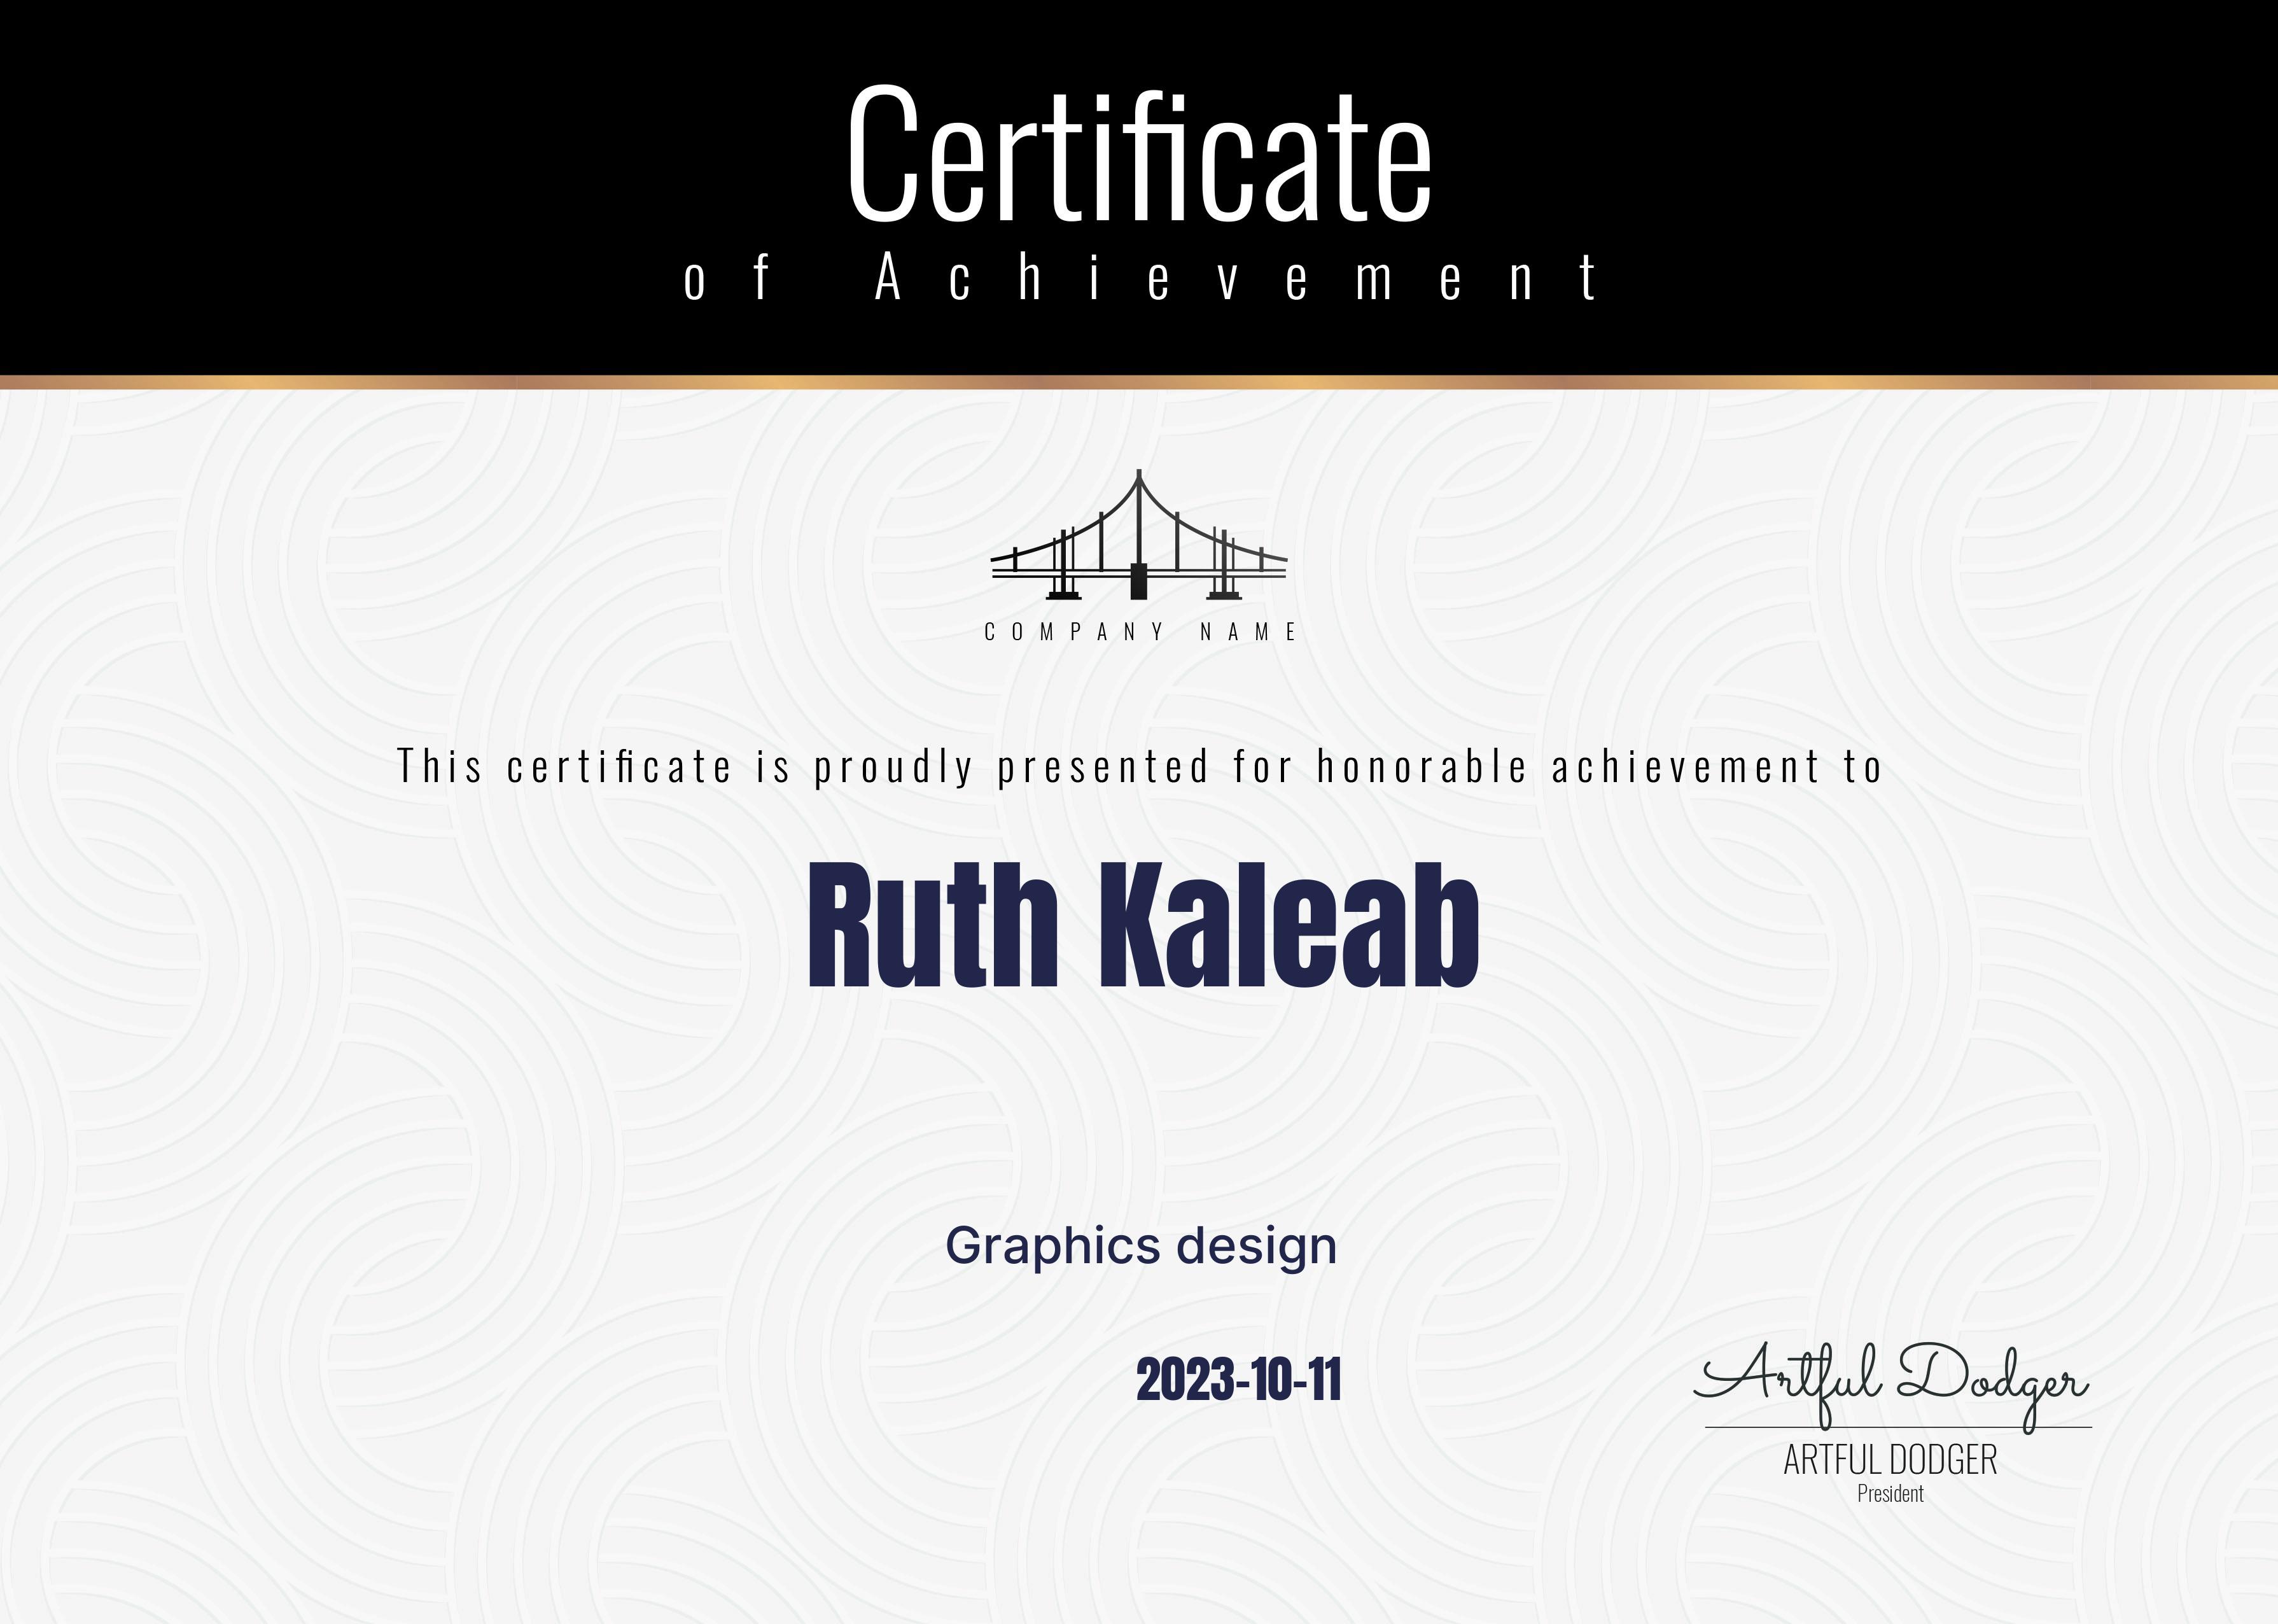 Certificate
of Achievement
COMPANY NAME
This certificate is proudly presented for honorable achievement to
Ruth Kaleab
Graphics design
2023-10-11
Artful Dodger
ARTFUL DODGER
President